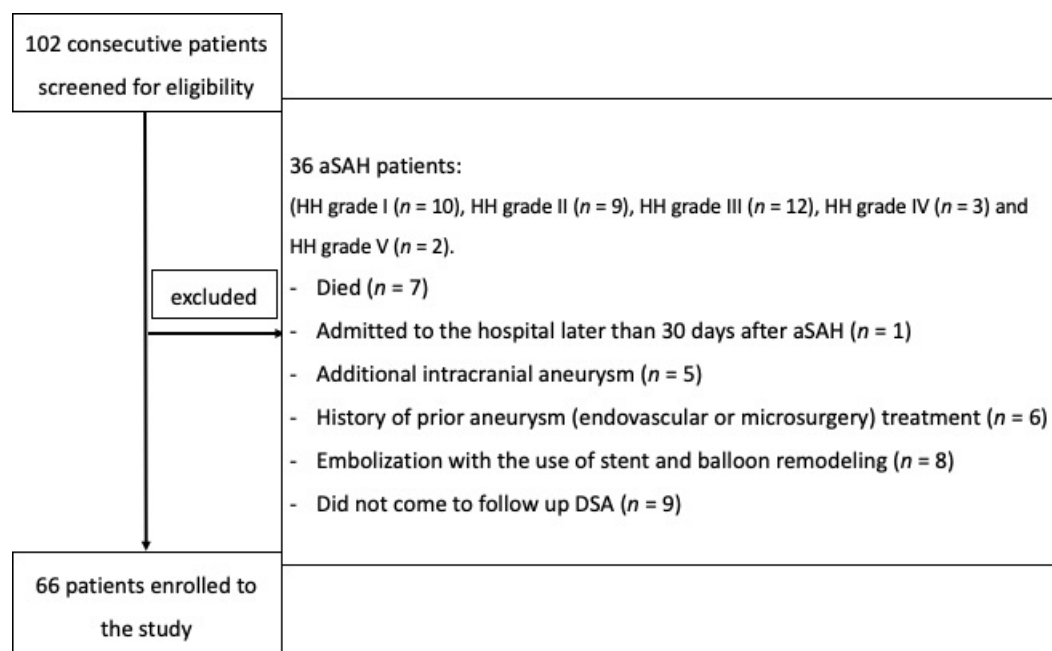 102 consecutive patients
screened for eligibility
36 aSAH patients:
(HH grade I (n = 10), HH grade II (n = 9), HH grade III (n = 12), HH grade IV (n = 3) and
HH grade V (n = 2).
excluded
- Died (n = 7)
- Admitted to the hospital later than 30 days after aSAH (n = 1)
- Additional intracranial aneurysm (n = 5)
- History of prior aneurysm (endovascular or microsurgery) treatment (n = 6)
- Embolization with the use of stent and balloon remodeling (n = 8)
- Did not come to follow up DSA (n = 9)
66 patients enrolled to
the study